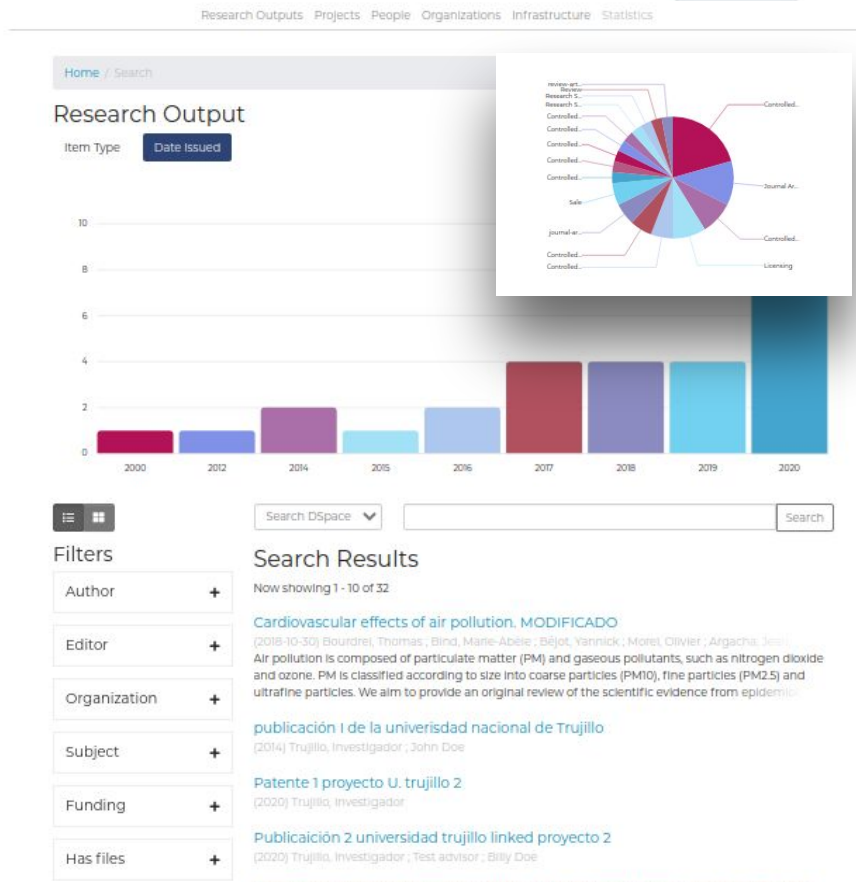 Research Outputs Projects People Organizations Infrastructure Statistics
Home / Search
Research Output
Item Type Date Issued
review-art...
Review
Research S...
Research S...
Controlled...
Controlled...
Controlled...
Controlled...
Controlled...
Sale
journal-ar...
Controlled...
Controlled...
Controlled...
Journal Ar...
Controlled...
Licensing
10
8
6
4
2
0
2000 2012 2014 2015 2016 2017 2018 2019 2020
Search DSpace Search
Filters
Author +
Editor +
Organization +
Subject +
Funding +
Has files +
Search Results
Now showing 1 - 10 of 32
Cardiovascular effects of air pollution. MODIFICADO
(2018-10-30) Bourdrel, Thomas ; Bind, Marie-Abèle ; Béjot, Yannick ; Morel, Olivier ; Argacha, Jean
Air pollution is composed of particulate matter (PM) and gaseous pollutants, such as nitrogen dioxide
and ozone. PM is classified according to size into coarse particles (PM10), fine particles (PM2.5) and
ultrafine particles. We aim to provide an original review of the scientific evidence from epidemio
publicación I de la univerisdad nacional de Trujillo
(2014) Trujillo, Investigador ; John Doe
Patente 1 proyecto U. trujillo 2
(2020) Trujillo, Investigador
Publicaición 2 universidad trujillo linked proyecto 2
(2020) Trujillo, Investigador ; Test advisor ; Billy Doe